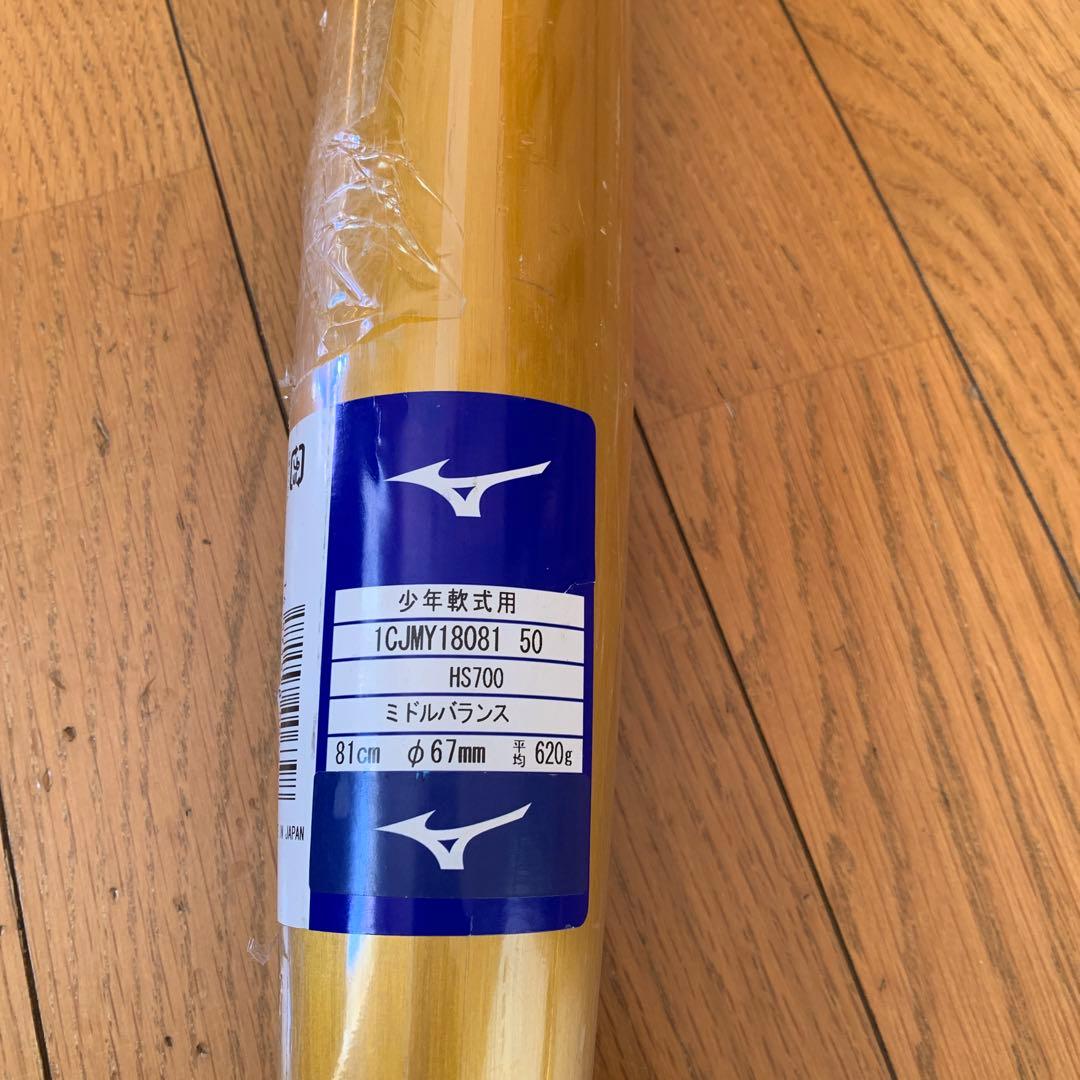 少年軟式用
1CJMY18081 50
HS700
ミドルバランス
81cm φ67mm 平均 620g
N JAPAN